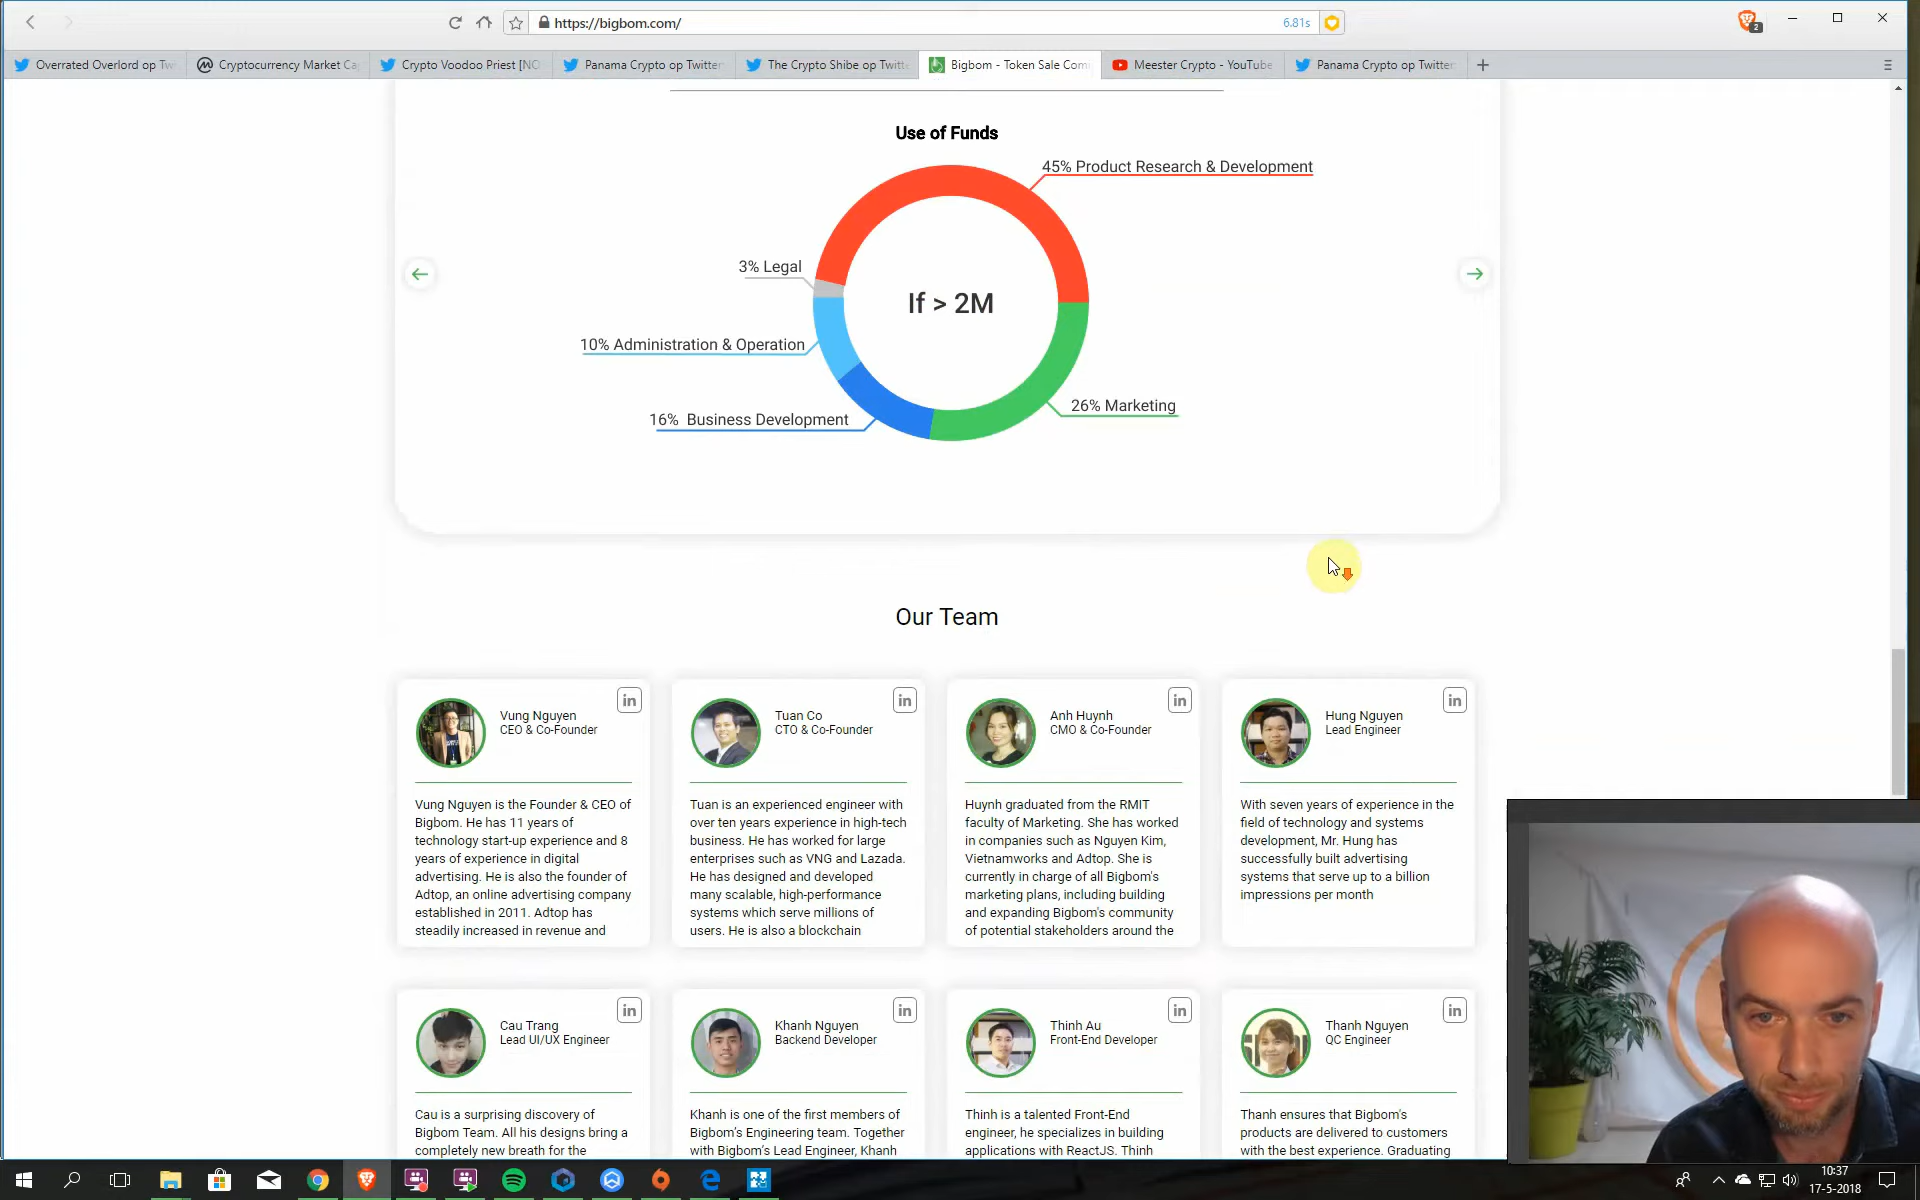 https://bigbom.com/
6.81s
2
Overrated Overlord op Tw
Cryptocurrency Market Ca
Crypto Voodoo Priest [NO
Panama Crypto op Twitter
The Crypto Shibe op Twitt
Bigbom - Token Sale Com
Meester Crypto - YouTube
Panama Crypto op Twitter
Use of Funds
45% Product Research & Development
3% Legal
If > 2M
10% Administration & Operation
26% Marketing
16% Business Development
Our Team
in
in
in
in
Vung Nguyen
CEO & Co-Founder
Vung Nguyen is the Founder & CEO of
Bigbom. He has 11 years of
technology start-up experience and 8
years of experience in digital
advertising. He is also the founder of
Adtop, an online advertising company
established in 2011. Adtop has
steadily increased in revenue and
Tuan Co
CTO & Co-Founder
Tuan is an experienced engineer with
over ten years experience in high-tech
business. He has worked for large
enterprises such as VNG and Lazada.
He has designed and developed
many scalable, high-performance
systems which serve millions of
users. He is also a blockchain
Anh Huynh
CMO & Co-Founder
Huynh graduated from the RMIT
faculty of Marketing. She has worked
in companies such as Nguyen Kim,
Vietnamworks and Adtop. She is
currently in charge of all Bigbom's
marketing plans, including building
and expanding Bigbom's community
of potential stakeholders around the
Hung Nguyen
Lead Engineer
With seven years of experience in the
field of technology and systems
development, Mr. Hung has
successfully built advertising
systems that serve up to a billion
impressions per month
in
in
in
in
Cau Trang
Lead UI/UX Engineer
Cau is a surprising discovery of
Bigbom Team. All his designs bring a
completely new breath for the
Khanh Nguyen
Backend Developer
Khanh is one of the first members of
Bigbom's Engineering team. Together
with Bigbom's Lead Engineer, Khanh
Thinh Au
Front-End Developer
Thinh is a talented Front-End
engineer, he specializes in building
applications with ReactJS. Thinh
Thanh Nguyen
QC Engineer
Thanh ensures that Bigbom's
products are delivered to customers
with the best experience. Graduating
10:37
17-5-2018